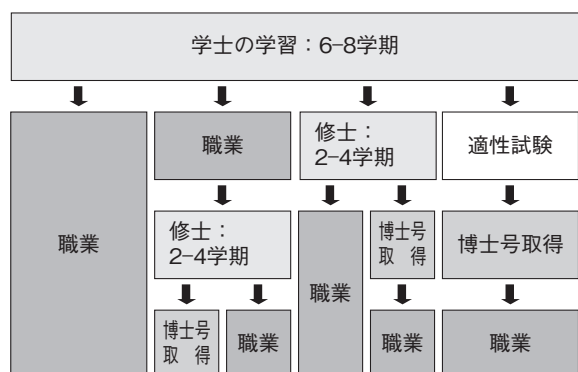 学士の学習：6-8学期
職業
職業
修士：
2-4学期
適性試験
修士：
2-4学期
職業
博士号
取 得
博士号取得
博士号
取 得
職業
職業
職業